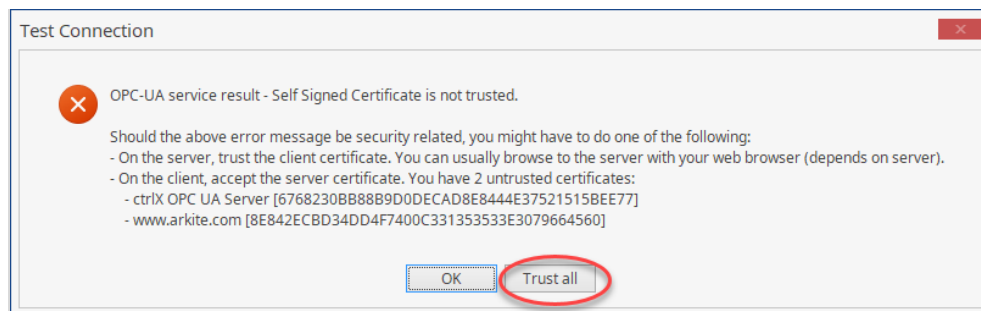 Test Connection
OPC-UA service result - Self Signed Certificate is not trusted.
Should the above error message be security related, you might have to do one of the following:
- On the server, trust the client certificate. You can usually browse to the server with your web browser (depends on server).
- On the client, accept the server certificate. You have 2 untrusted certificates:
- ctrlX OPC UA Server [6768230BB88B9D0DECAD8E8444E37521515BEE77]
- www.arkite.com [8E842ECBD34DD4F7400C331353533E3079664560]
OK Trust all